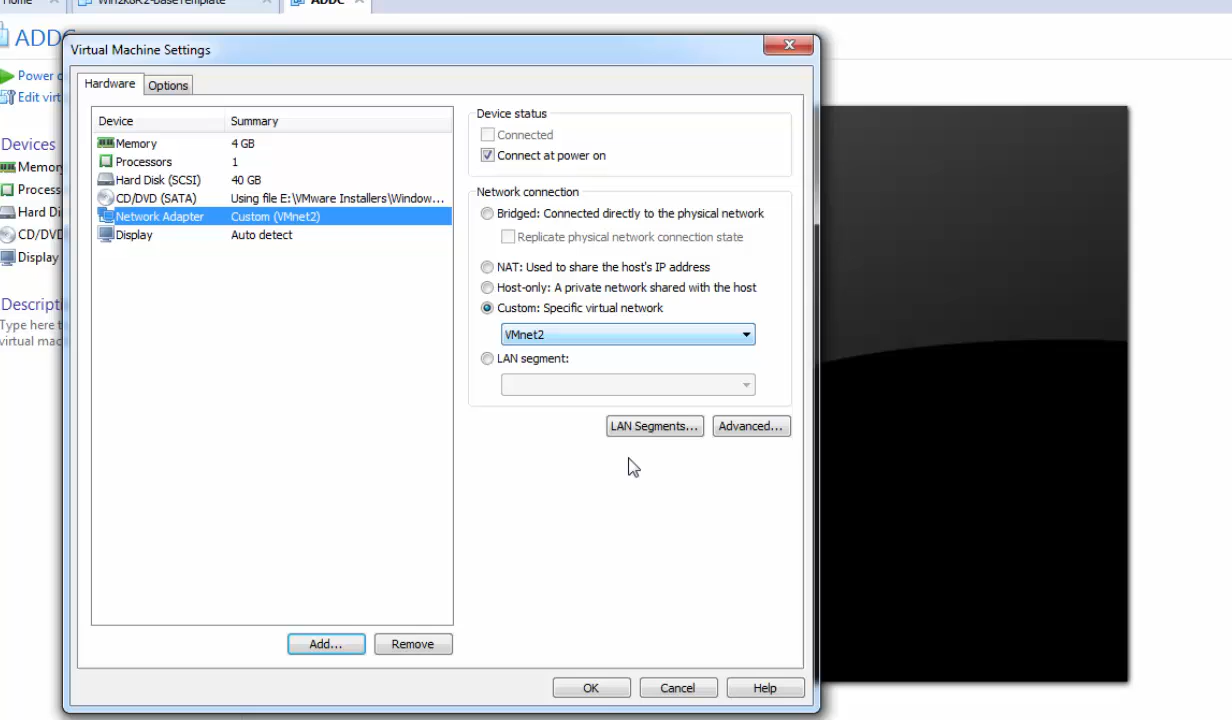 Home
Win2k8R2-BaseTemplate
ADDC
ADDC
Power o
Edit virt
Devices
Memory
Process
Hard Di
CD/DVD
Display
Descripti
Type here t
virtual mac
Virtual Machine Settings
Hardware
Options
Device Summary
Memory 4 GB
Processors 1
Hard Disk (SCSI) 40 GB
CD/DVD (SATA) Using file E:\VMware Installers\Window...
Network Adapter Custom (VMnet2)
Display Auto detect
Add...
Remove
Device status
Connected
Connect at power on
Network connection
Bridged: Connected directly to the physical network
Replicate physical network connection state
NAT: Used to share the host's IP address
Host-only: A private network shared with the host
Custom: Specific virtual network
VMnet2
LAN segment:
LAN Segments...
Advanced...
OK
Cancel
Help